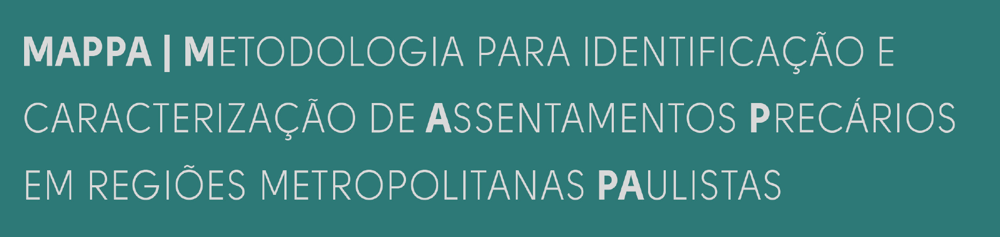 MAPPA | METODOLOGIA PARA IDENTIFICAÇÃO E
CARACTERIZAÇÃO DE ASSENTAMENTOS PRECÁRIOS
EM REGIÕES METROPOLITANAS PAULISTAS